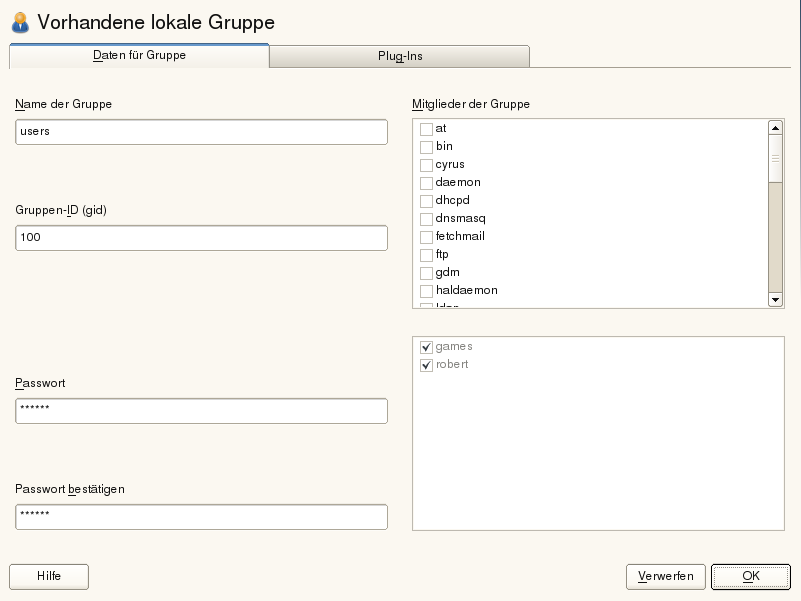 Vorhandene lokale Gruppe
Daten für Gruppe
Plug-Ins
Name der Gruppe
users
Gruppen-ID (gid)
100
Passwort
******
Passwort bestätigen
******
Mitglieder der Gruppe
at
bin
cyrus
daemon
dhcpd
dnsmasq
fetchmail
ftp
gdm
haldaemon
games
robert
Hilfe
Verwerfen
OK